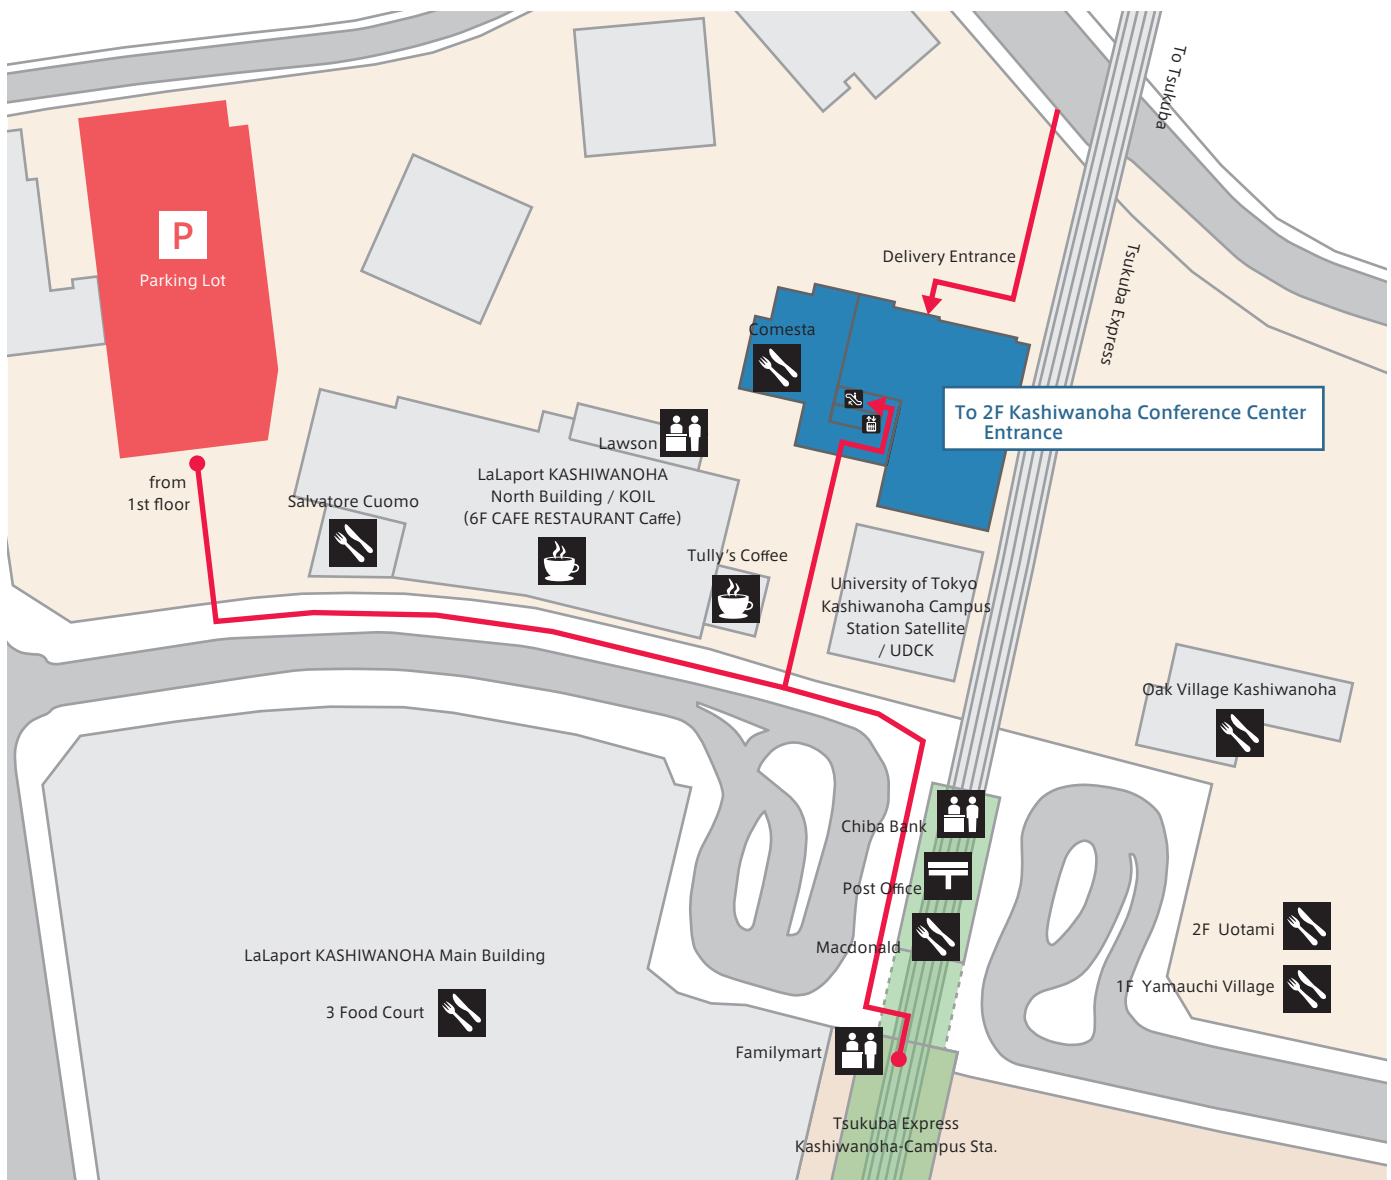 To Tsukuba
Tsukuba Express
P
Parking Lot
Delivery Entrance
Comesta
To 2F Kashiwanoha Conference Center
Entrance
from
1st floor
Lawson
LaLaport KASHIWANOHA
North Building / KOIL
(6F CAFE RESTAURANT Caffe)
Salvatore Cuomo
Tully's Coffee
University of Tokyo
Kashiwanoha Campus
Station Satellite
/ UDCK
Oak Village Kashiwanoha
Chiba Bank
Post Office
Macdonald
2F Uotami
1F Yamauchi Village
LaLaport KASHIWANOHA Main Building
3 Food Court
Familymart
Tsukuba Express
Kashiwanoha-Campus Sta.